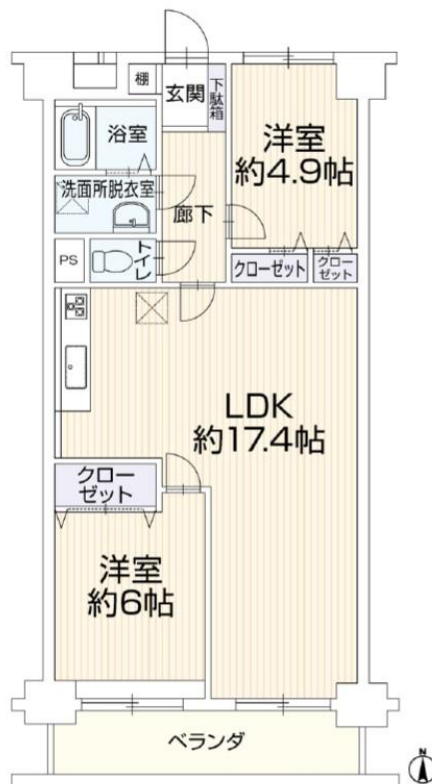 棚
玄関
下駄箱
浴室
洋室
約4.9帖
洗面所脱衣室
廊下
PS
トイレ
クローゼット
クロー
ゼット
LDK
約17.4帖
クロー
ゼット
洋室
約6帖
ベランダ
N